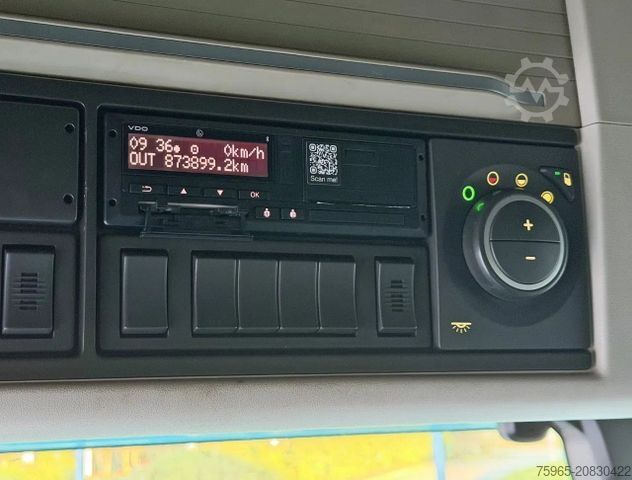 VDO
09 36 0km/h
OUT 873899.2km
OK
Scan me!
+
-
75965-20830422